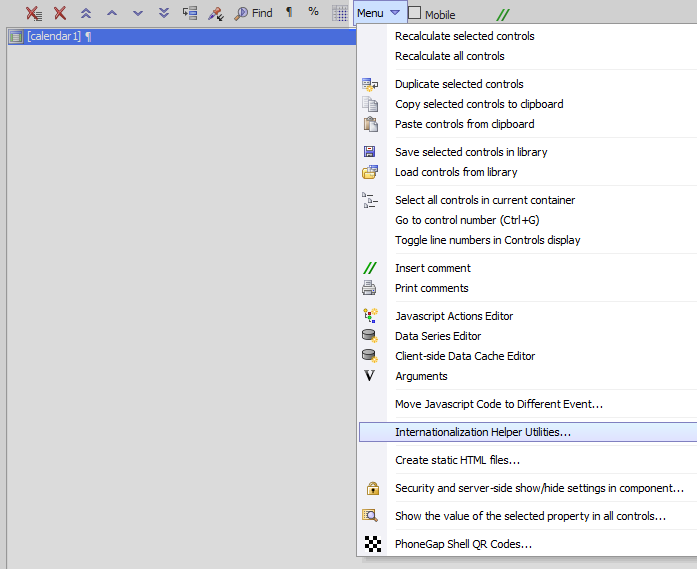 Find ¶ % Menu Mobile //
[calendar1] ¶
Recalculate selected controls
Recalculate all controls
Duplicate selected controls
Copy selected controls to clipboard
Paste controls from clipboard
Save selected controls in library
Load controls from library
Select all controls in current container
Go to control number (Ctrl+G)
Toggle line numbers in Controls display
// Insert comment
Print comments
Javascript Actions Editor
Data Series Editor
Client-side Data Cache Editor
V Arguments
Move Javascript Code to Different Event...
Internationalization Helper Utilities...
Create static HTML files...
Security and server-side show/hide settings in component...
Show the value of the selected property in all controls...
PhoneGap Shell QR Codes...